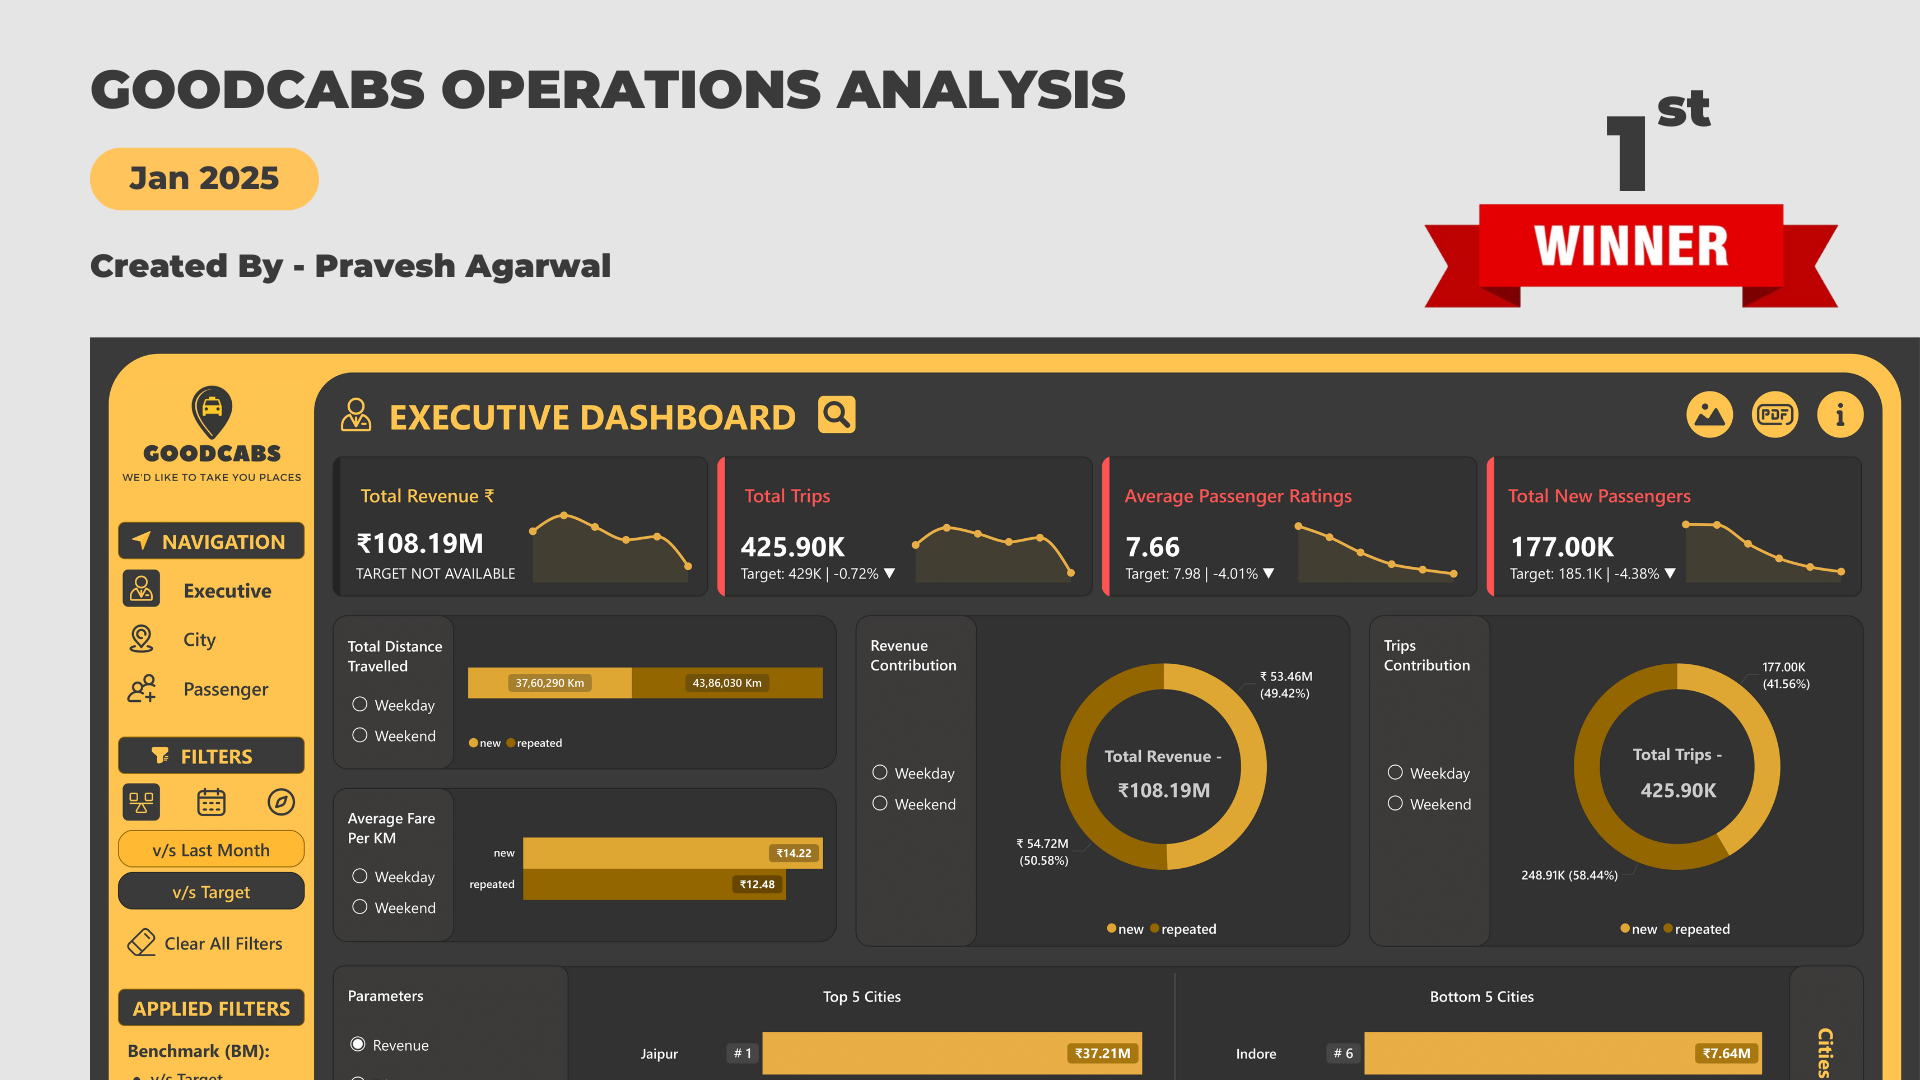 GOODCABS OPERATIONS ANALYSIS
Jan 2025
Created By - Pravesh Agarwal
1st
WINNER
GOODCABS
WE'D LIKE TO TAKE YOU PLACES
NAVIGATION
Executive
City
Passenger
FILTERS
v/s Last Month
v/s Target
Clear All Filters
APPLIED FILTERS
Benchmark (BM):
• v/s Target
EXECUTIVE DASHBOARD
PDF
i
Total Revenue ₹
₹108.19M
TARGET NOT AVAILABLE
Total Trips
425.90K
Target: 429K | -0.72% ▼
Average Passenger Ratings
7.66
Target: 7.98 | -4.01% ▼
Total New Passengers
177.00K
Target: 185.1K | -4.38% ▼
Total Distance
Travelled
Weekday
Weekend
37,60,290 Km
43,86,030 Km
new repeated
Average Fare
Per KM
Weekday
Weekend
new ₹14.22
repeated ₹12.48
Revenue
Contribution
Weekday
Weekend
₹ 53.46M
(49.42%)
Total Revenue -
₹108.19M
₹ 54.72M
(50.58%)
new repeated
Trips
Contribution
Weekday
Weekend
177.00K
(41.56%)
Total Trips -
425.90K
248.91K (58.44%)
new repeated
Parameters
Revenue
Top 5 Cities
Jaipur # 1 ₹37.21M
Bottom 5 Cities
Indore # 6 ₹7.64M
Cities